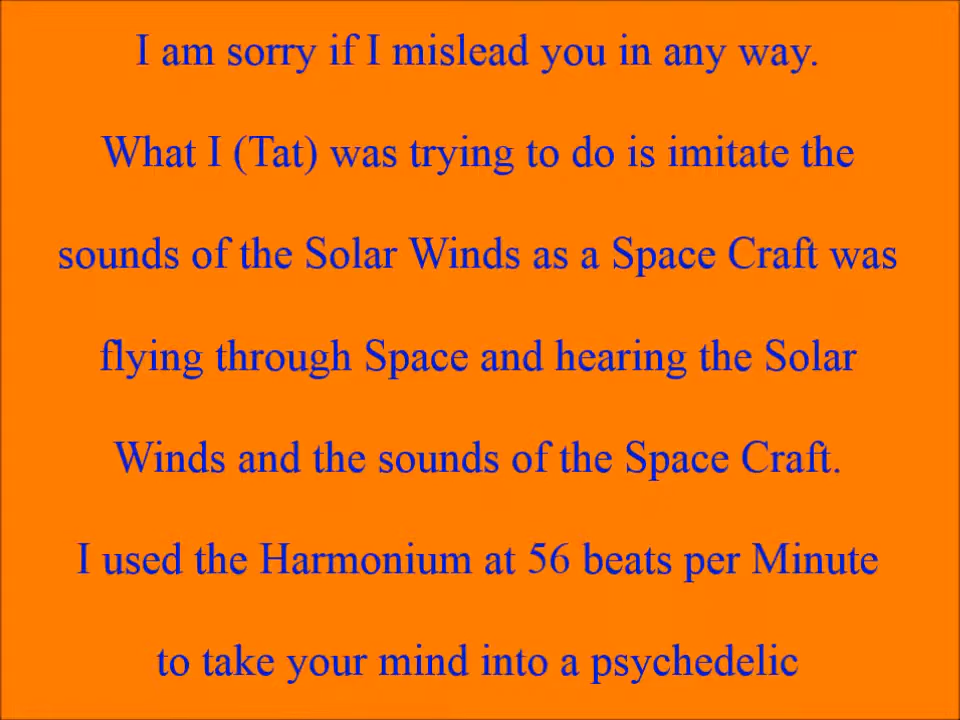 I am sorry if I mislead you in any way.
What I (Tat) was trying to do is imitate the
sounds of the Solar Winds as a Space Craft was
flying through Space and hearing the Solar
Winds and the sounds of the Space Craft.
I used the Harmonium at 56 beats per Minute
to take your mind into a psychedelic